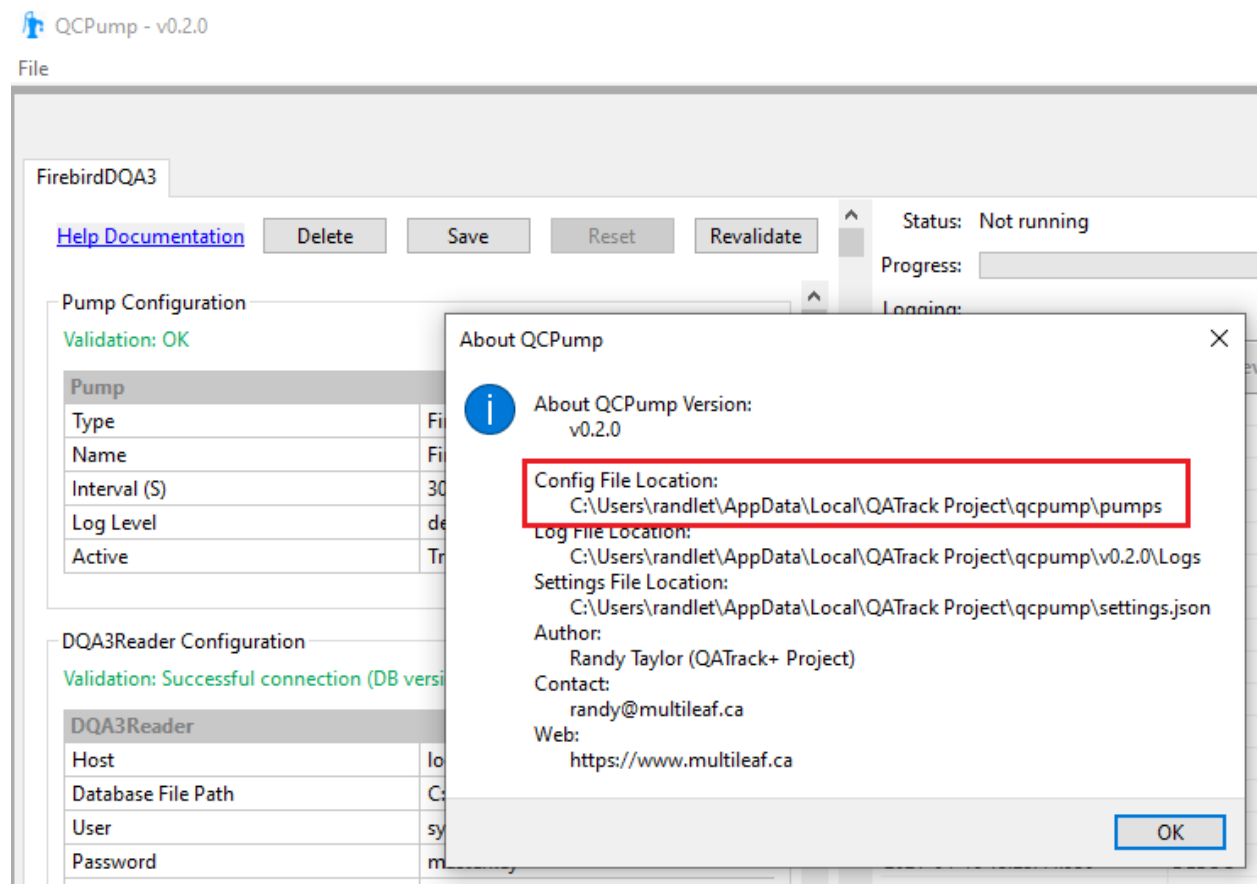 QCPump - v0.2.0
File
FirebirdDQA3
Help Documentation Delete Save Reset Revalidate
Status: Not running
Progress:
Logging:
Pump Configuration
Validation: OK
Pump
Type
Name
Interval (S) 30
Log Level
Active
DQA3Reader Configuration
Validation: Successful connection (DB
DQA3Reader
Host
Database File Path C:
User
Password
About QCPump
i
About QCPump Version:
v0.2.0
Config File Location:
C:\Users\randlet\AppData\Local\QATrack Project\qcpump\pumps
Log File Location:
C:\Users\randlet\AppData\Local\QATrack Project\qcpump\v0.2.0\Logs
Settings File Location:
C:\Users\randlet\AppData\Local\QATrack Project\qcpump\settings.json
Author:
Randy Taylor (QATrack+ Project)
Contact:
randy@multileaf.ca
Web:
https://www.multileaf.ca
OK